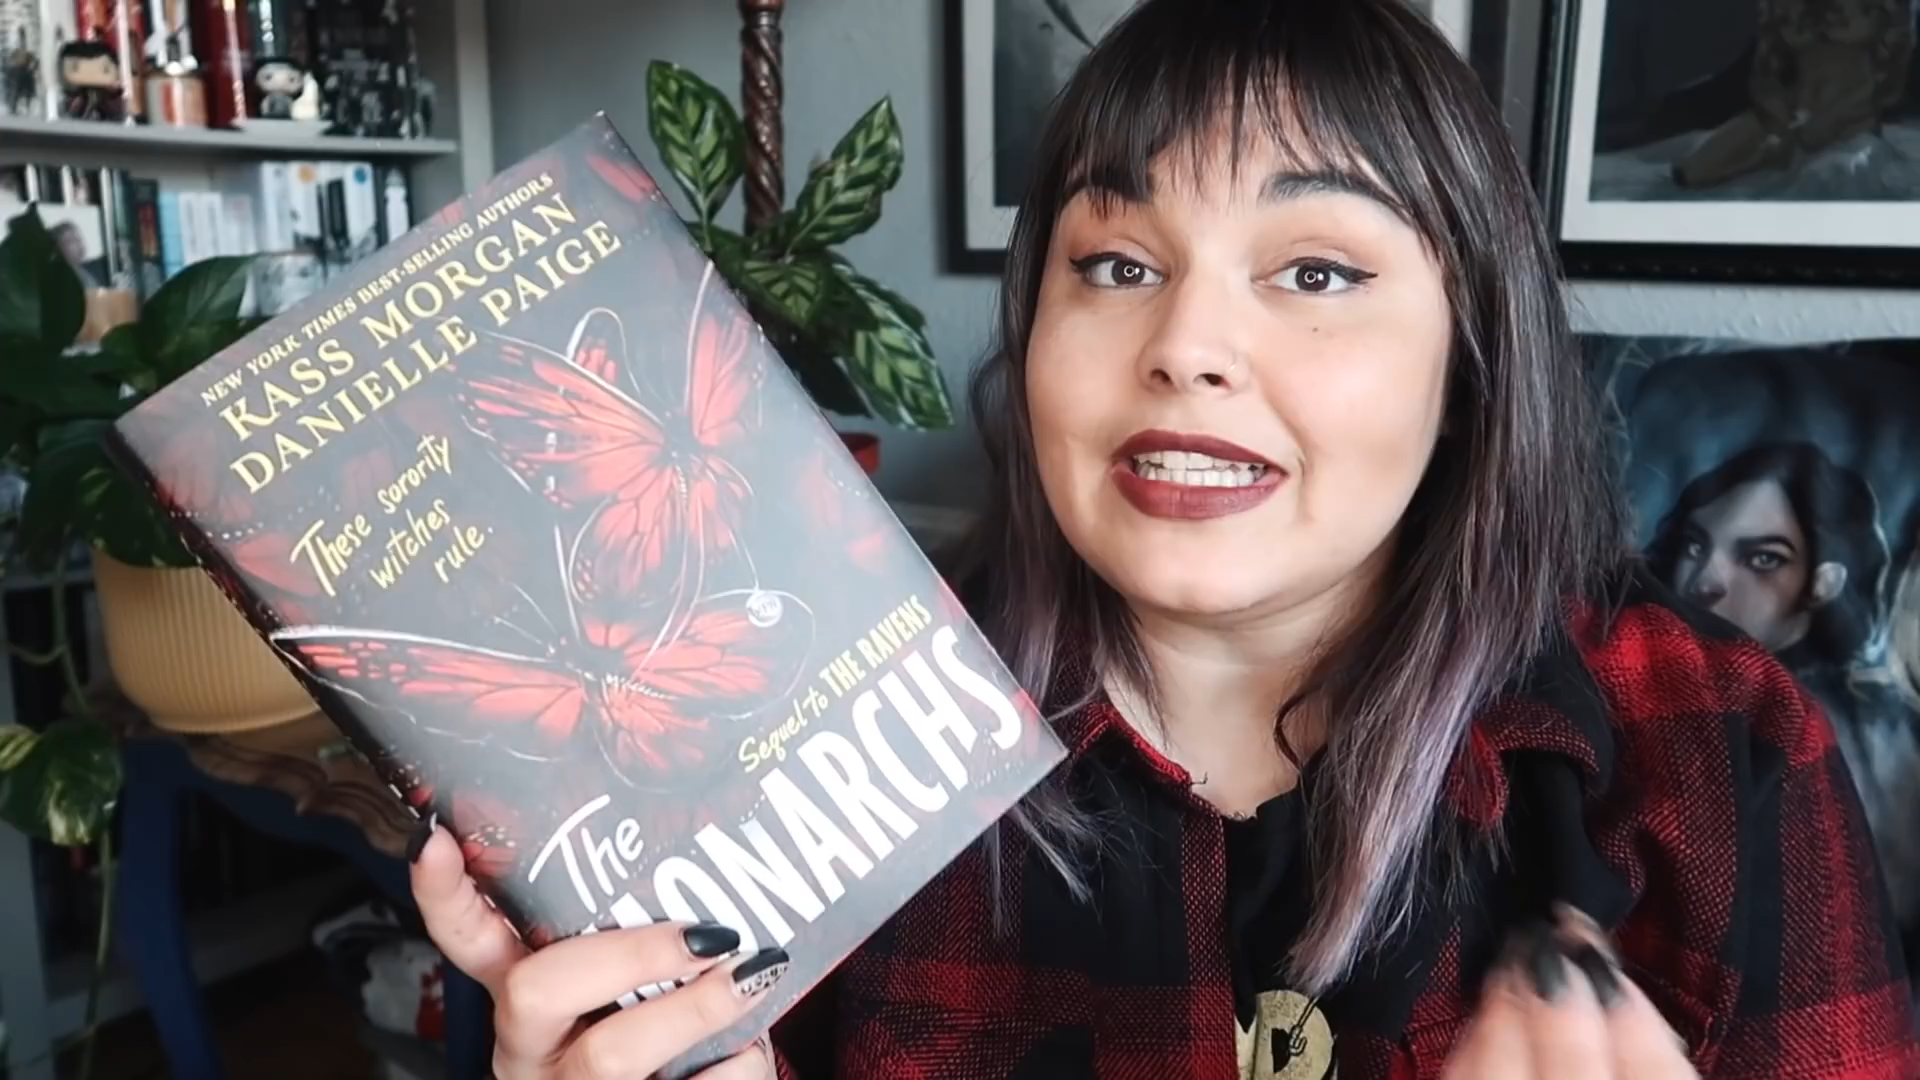 NEW YORK TIMES BEST-SELLING AUTHORS
KASS MORGAN
DANIELLE PAIGE
These sorority
witches
rule.
Sequel to THE RAVENS
The
MONARCHS